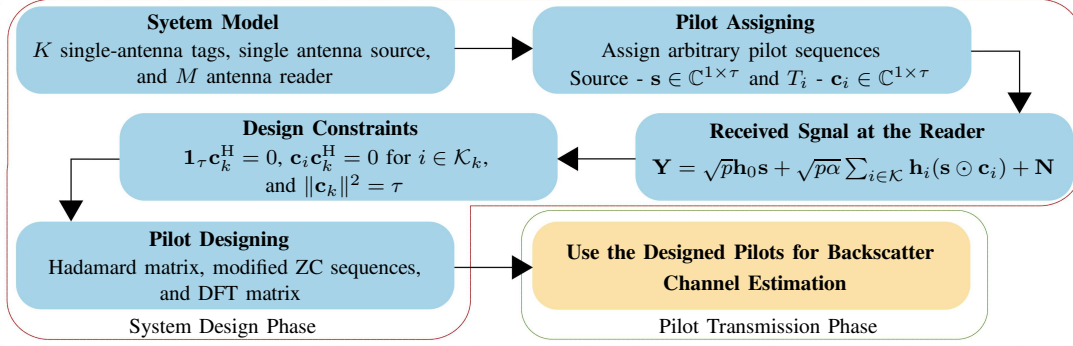 System Model
K single-antenna tags, single antenna source,
and M antenna reader
Pilot Assigning
Assign arbitrary pilot sequences
Source - s ∈ ℂ^{1×τ} and T_i - c_i ∈ ℂ^{1×τ}
Received Sgnal at the Reader
Y = √p h_0 s + √pα ∑_{i∈𝒦} h_i(s ⊙ c_i) + N
Design Constraints
1_τ c_k^H = 0, c_i c_k^H = 0 for i ∈ 𝒦_k,
and ‖c_k‖² = τ
Pilot Designing
Hadamard matrix, modified ZC sequences,
and DFT matrix
Use the Designed Pilots for Backscatter
Channel Estimation
System Design Phase
Pilot Transmission Phase